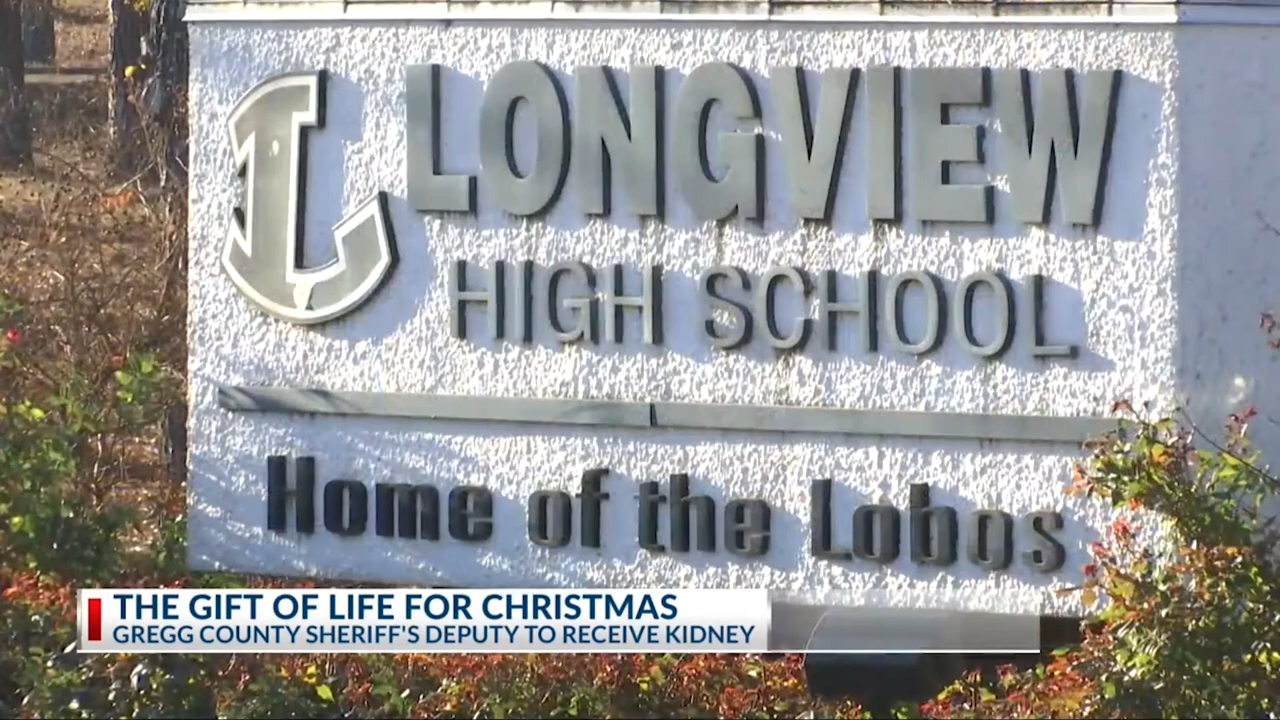 L
LONGVIEW
HIGH SCHOOL
Home of the Lobos
THE GIFT OF LIFE FOR CHRISTMAS
GREGG COUNTY SHERIFF'S DEPUTY TO RECEIVE KIDNEY